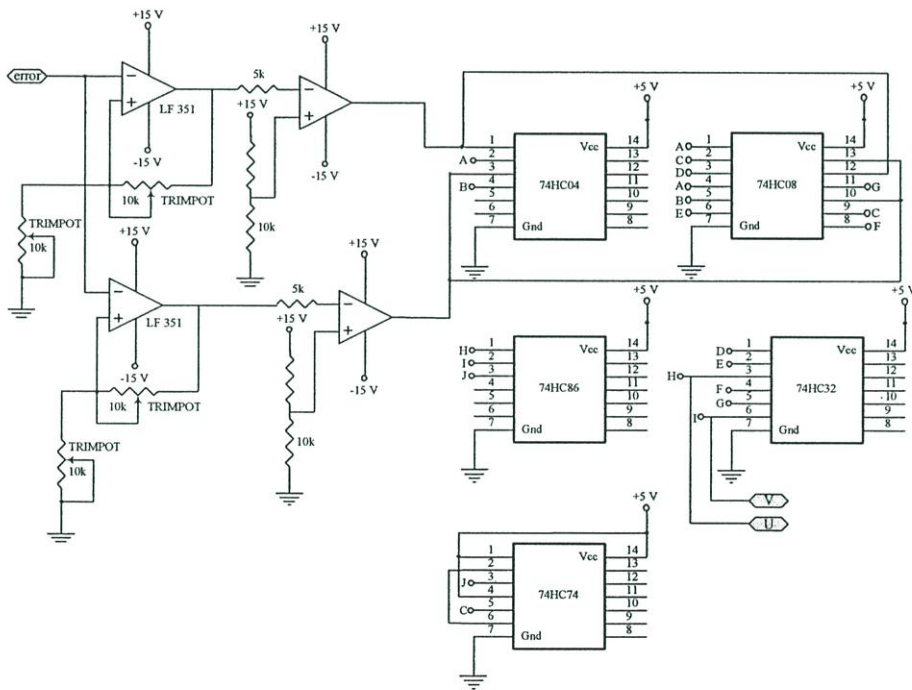 +15 V
+15 V
error
5k
LF 351
+15 V
+5 V
+5 V
-15 V
-15 V
10k
TRIMPOT
10k
TRIMPOT
10k
1
2
3
4
5
6
7
A
B
Vcc
74HC04
Gnd
14
13
12
11
10
9
8
A
C
D
A
B
E
1
2
3
4
5
6
7
Vcc
74HC08
Gnd
14
13
12
11
10
9
8
G
C
F
+15 V
+15 V
5k
LF 351
+15 V
-15 V
-15 V
10k
TRIMPOT
TRIMPOT
10k
10k
+5 V
+5 V
H
I
J
1
2
3
4
5
6
7
Vcc
74HC86
Gnd
14
13
12
11
10
9
8
D
E
H
F
G
I
1
2
3
4
5
6
7
Vcc
74HC32
Gnd
14
13
12
11
10
9
8
V
U
+5 V
J
C
1
2
3
4
5
6
7
Vcc
74HC74
Gnd
14
13
12
11
10
9
8